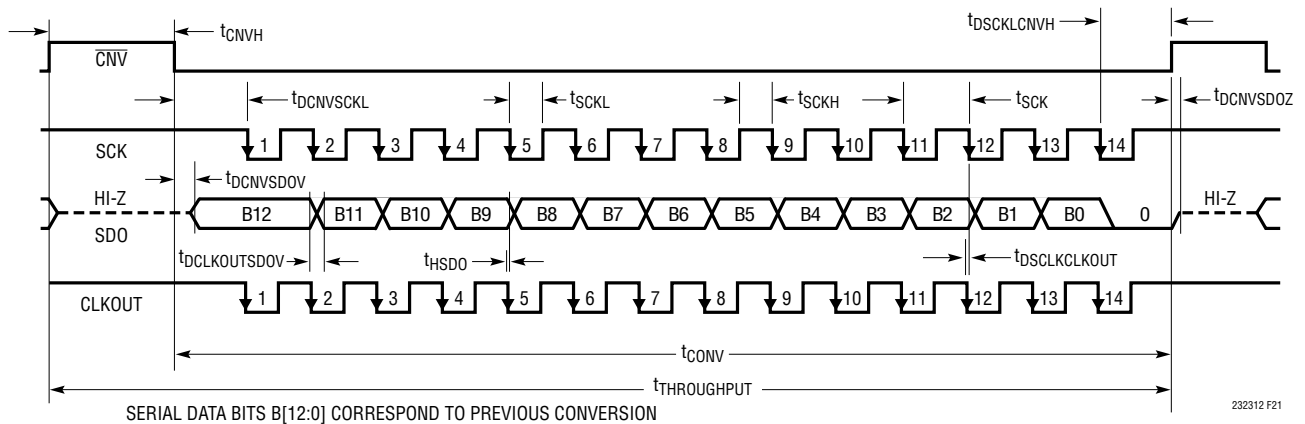 tCNVH
tDSCKLCNVH
CNV
tDCNVSCKL
tSCKL
tSCKH
tSCK
tDCNVSDOZ
SCK
1 2 3 4 5 6 7 8 9 10 11 12 13 14
tDCNVSDOV
HI-Z
SDO
B12 B11 B10 B9 B8 B7 B6 B5 B4 B3 B2 B1 B0 0
HI-Z
tDCLKOUTSDOV
tHSDO
tDSCLKCLKOUT
CLKOUT
1 2 3 4 5 6 7 8 9 10 11 12 13 14
tCONV
tTHROUGHPUT
SERIAL DATA BITS B[12:0] CORRESPOND TO PREVIOUS CONVERSION
232312 F21